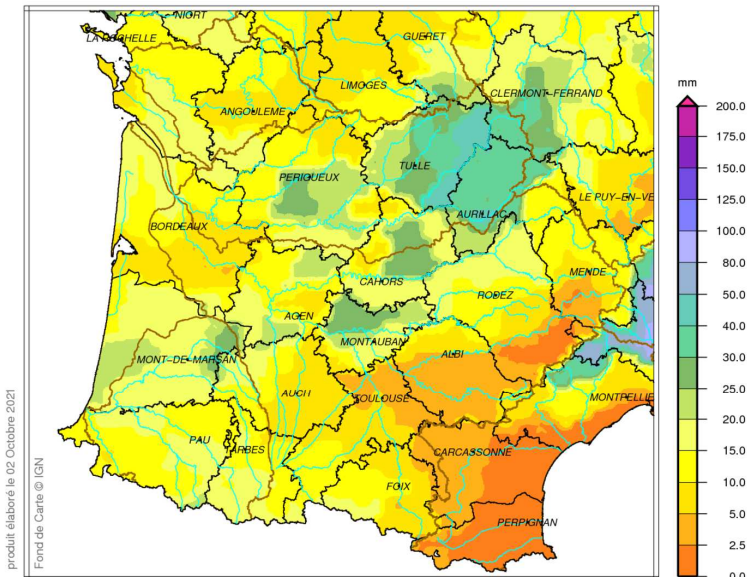 NIORT
LA ROCHELLE
GUERET
LIMOGES
CLERMONT-FERRAND
ANGOULEME
TULLE
PERIGUEUX
LE PUY-EN-VE
AURILLAC
BORDEAUX
MENDE
CAHORS
RODEZ
AGEN
MONTAUBAN
MONT-DE-MARSAN
ALBI
AUCH
TOULOUSE
MONTPELLIE
PAU
TARBES
CARCASSONNE
FOIX
PERPIGNAN
mm
200.0
175.0
150.0
125.0
100.0
80.0
60.0
50.0
40.0
30.0
25.0
20.0
15.0
10.0
5.0
2.5
0.0
produit élaboré le 02 Octobre 2021
Fond de Carte © IGN